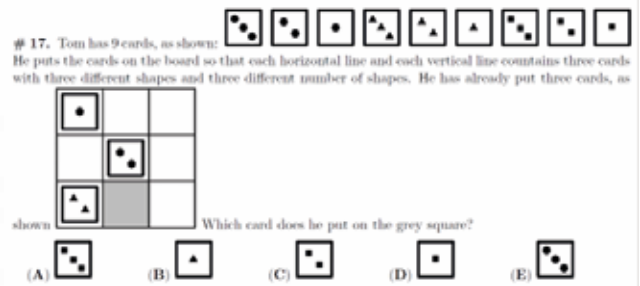 # 17. Tom has 9 cards, as shown:
He puts the cards on the board so that each horizontal line and each vertical line countains three cards
with three different shapes and three different number of shapes. He has already put three cards, as
shown Which card does he put on the grey square?
(A) (B) (C) (D) (E)